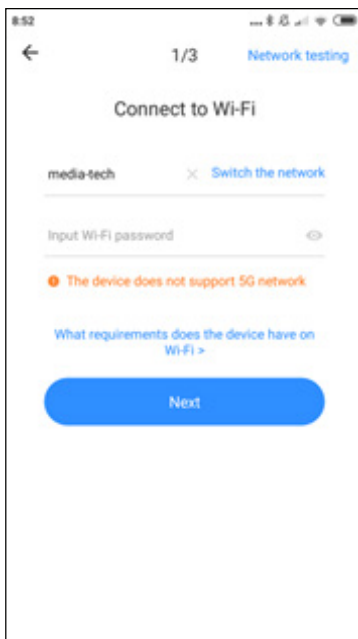 8:52
1/3
Network testing
Connect to Wi-Fi
media-tech
Switch the network
Input Wi-Fi password
The device does not support 5G network
What requirements does the device have on
Wi-Fi >
Next